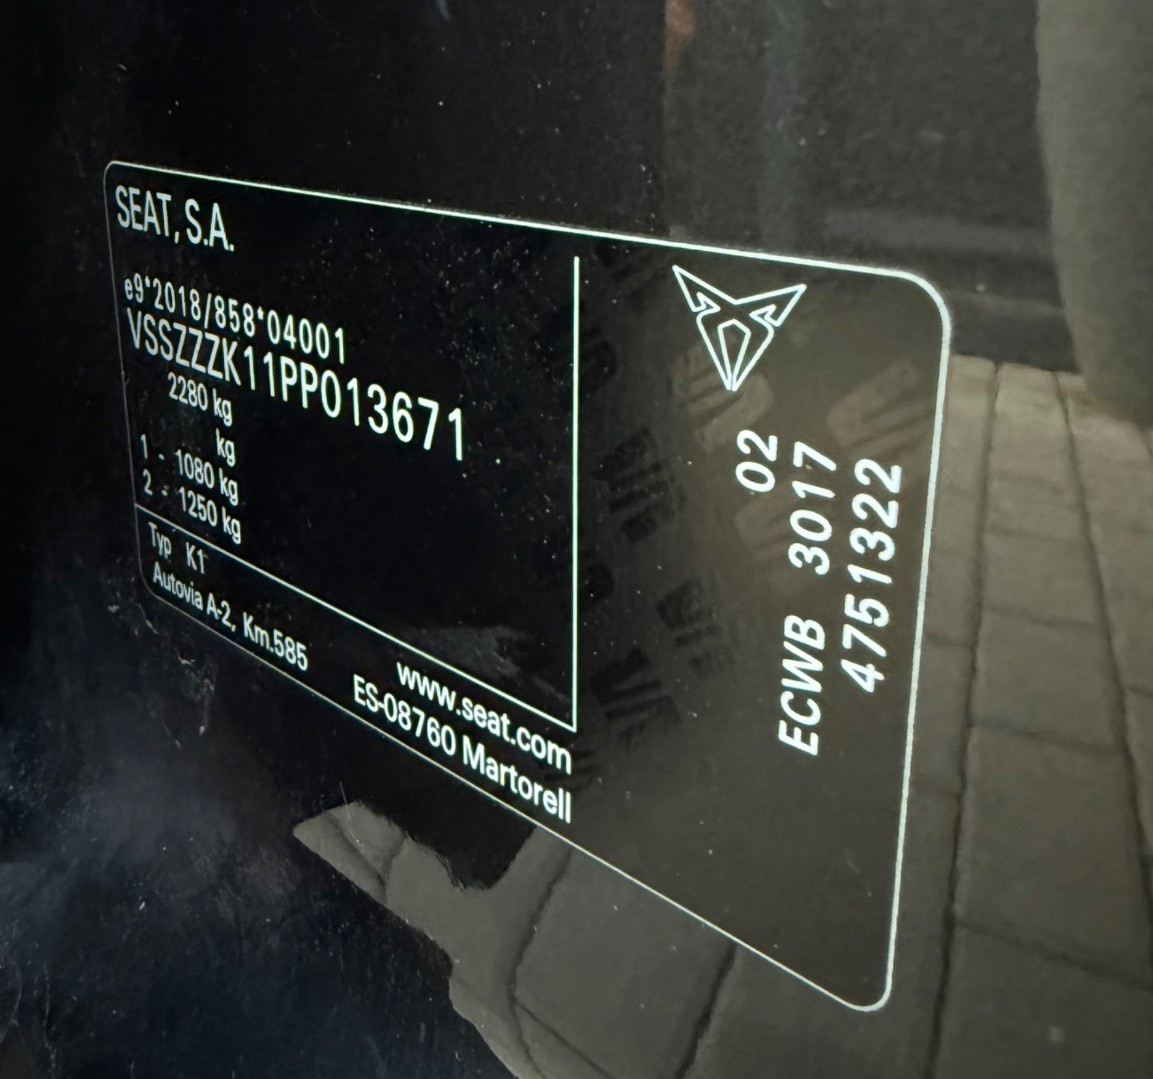 SEAT, S.A.
e9*2018/858*04001
VSSZZZK11PP013671
2280 kg
kg
1 - 1080 kg
2 - 1250 kg
Typ K1
www.seat.com
Autovia A-2, Km.585 ES-08760 Martorell
02
ECWB 3017
4751322